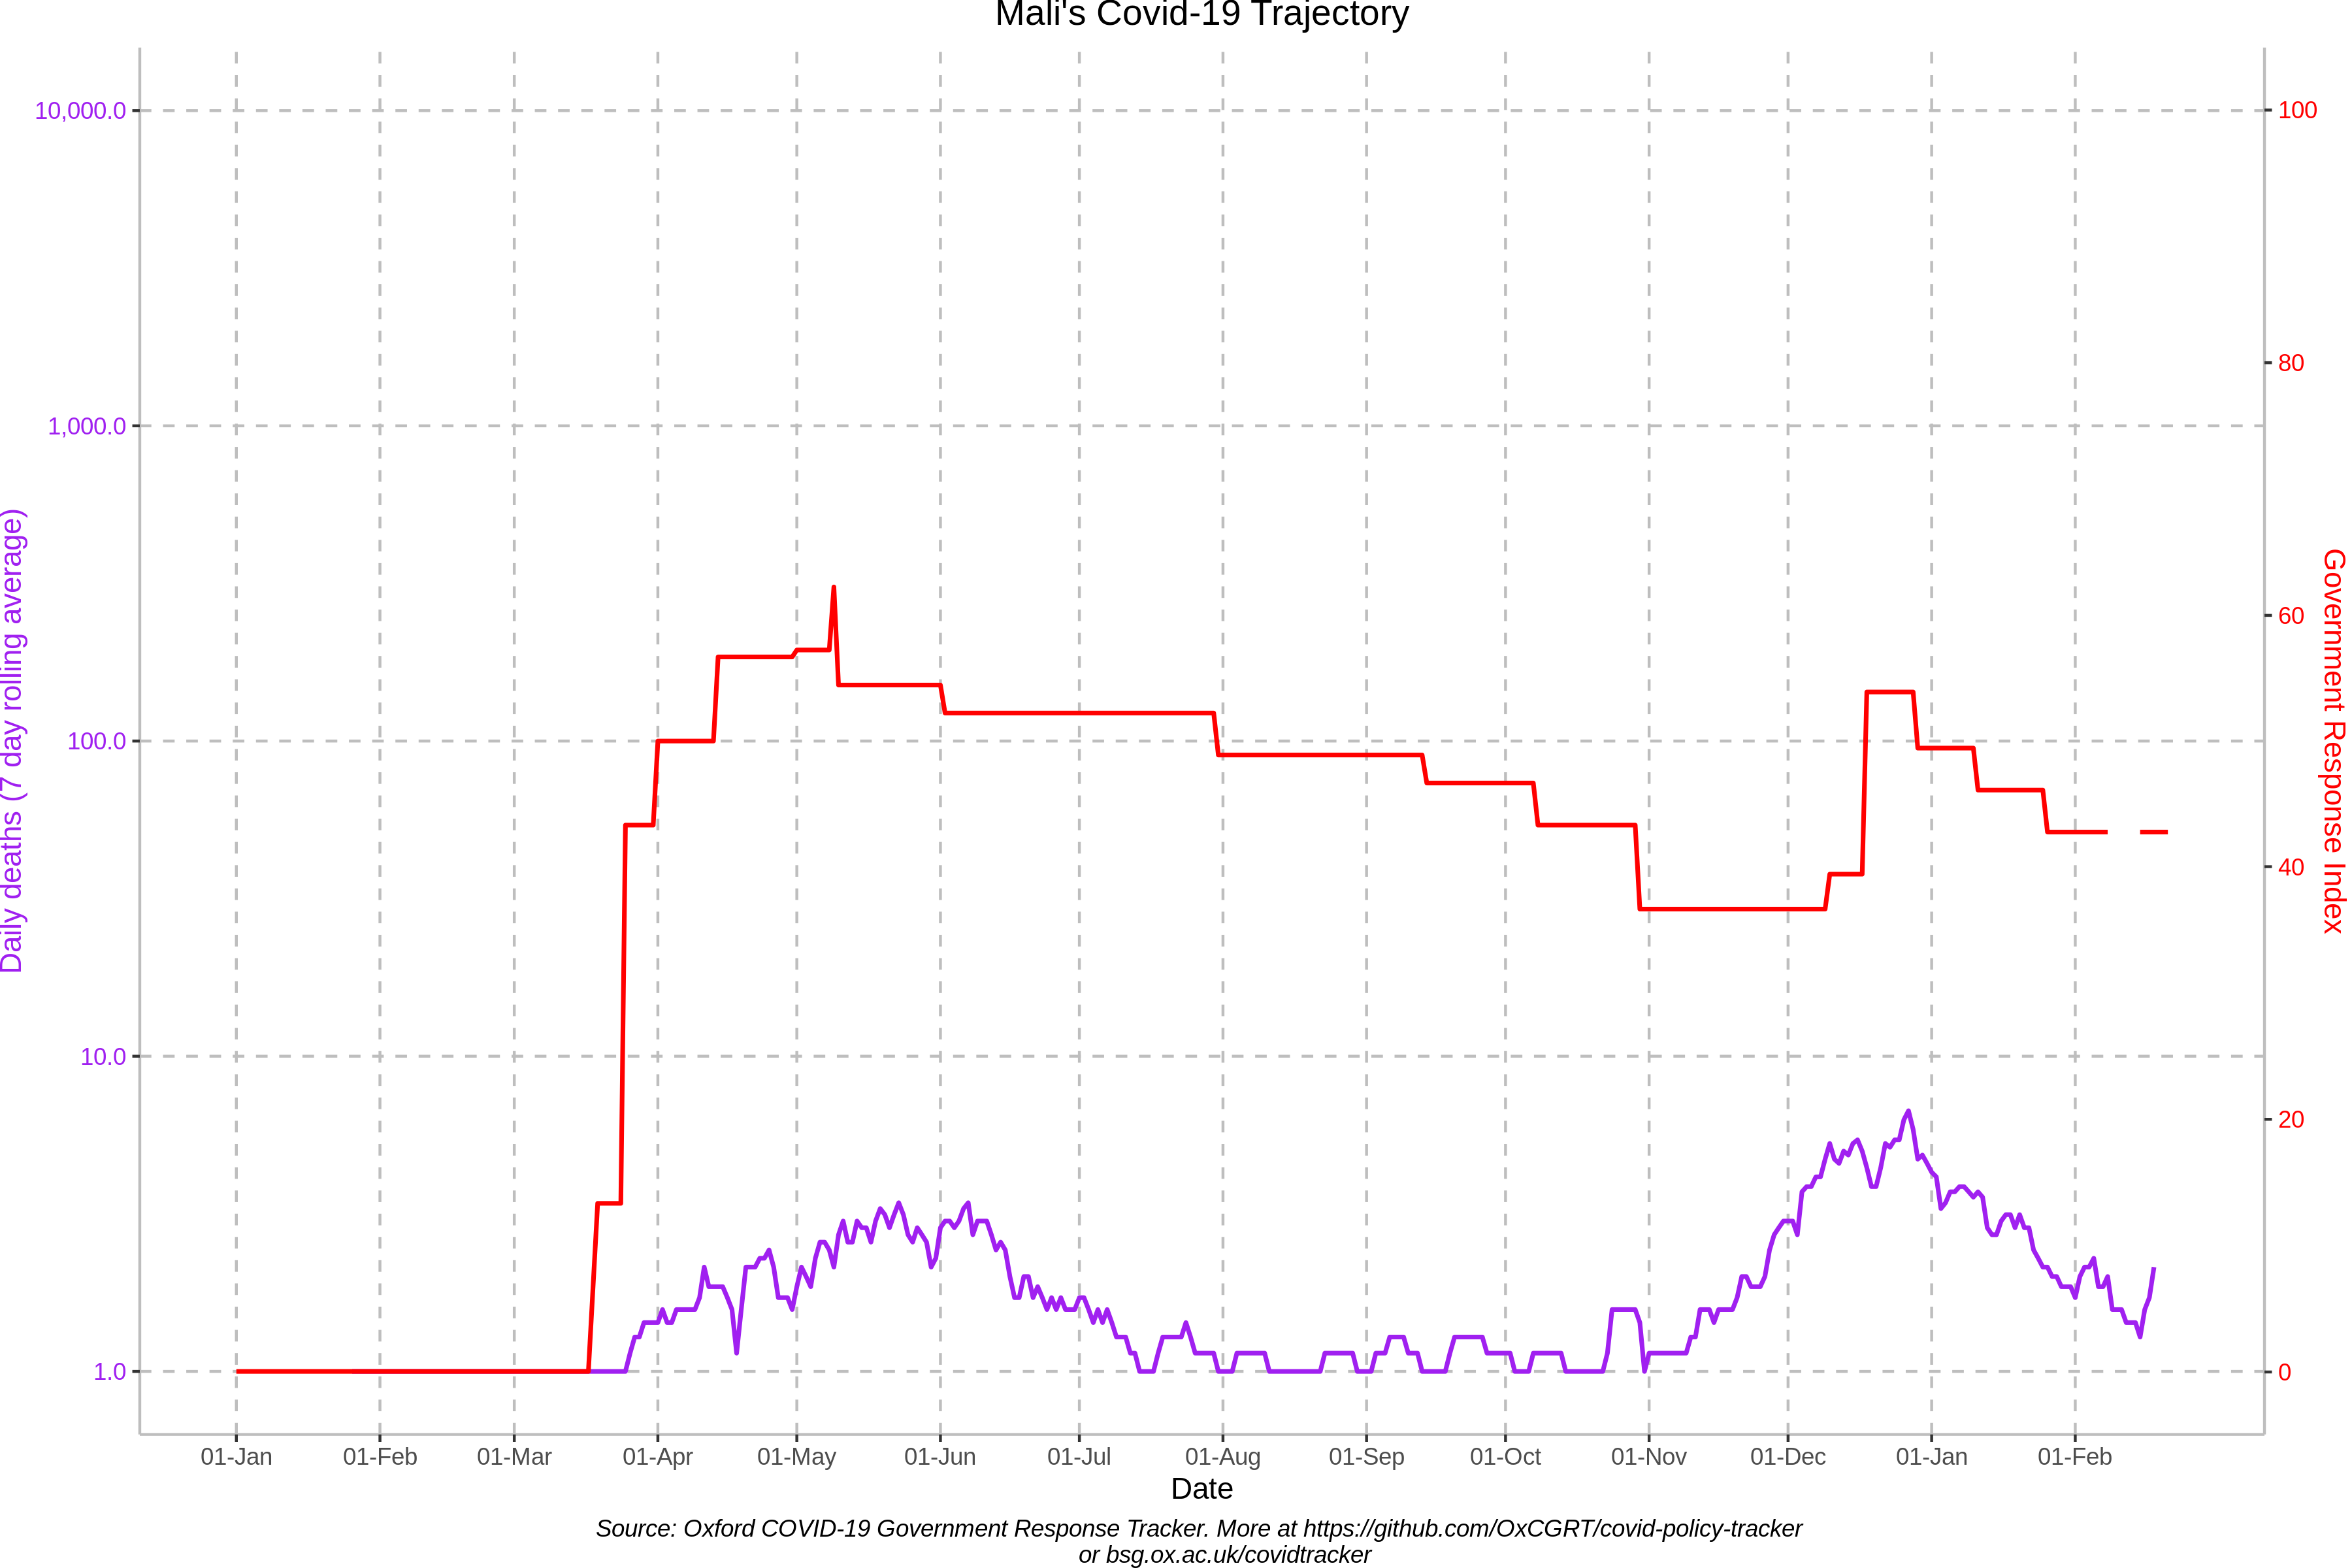 Mali's Covid-19 Trajectory
10,000.0
1,000.0
100.0
10.0
1.0
Daily deaths (7 day rolling average)
100
80
60
40
20
0
Government Response Index
01-Jan
01-Feb
01-Mar
01-Apr
01-May
01-Jun
01-Jul
01-Aug
01-Sep
01-Oct
01-Nov
01-Dec
01-Jan
01-Feb
Date
Source: Oxford COVID-19 Government Response Tracker. More at https://github.com/OxCGRT/covid-policy-tracker
or bsg.ox.ac.uk/covidtracker